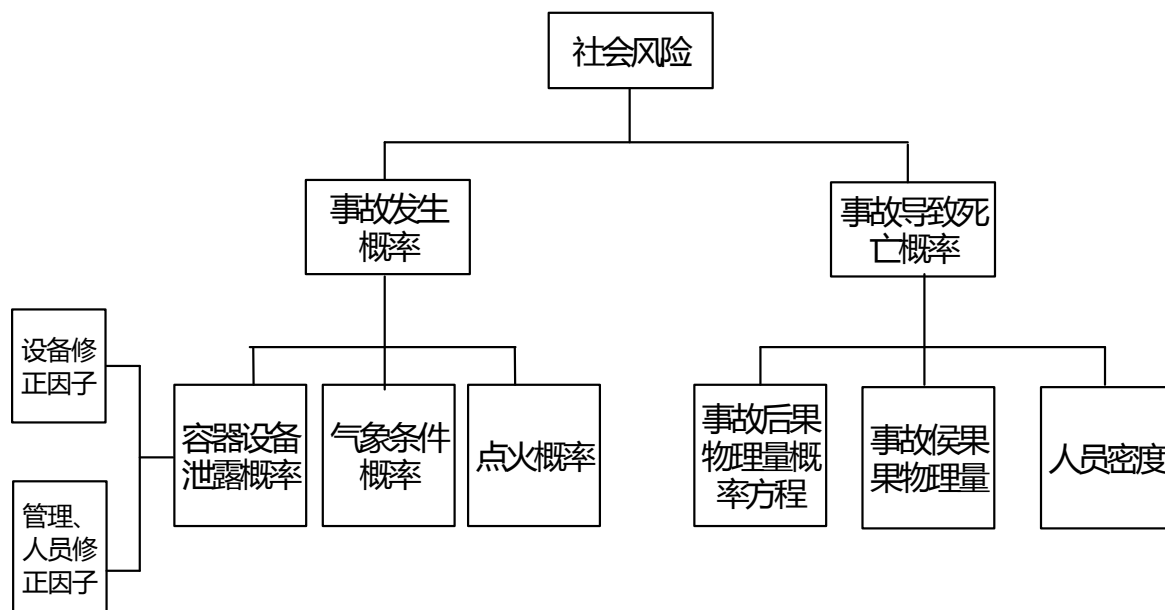 社会风险
事故发生
概率
事故导致死
亡概率
设备修
正因子
容器设备
泄露概率
气象条件
概率
点火概率
事故后果
物理量概
率方程
事故侯果
果物理量
人员密度
管理、
人员修
正因子